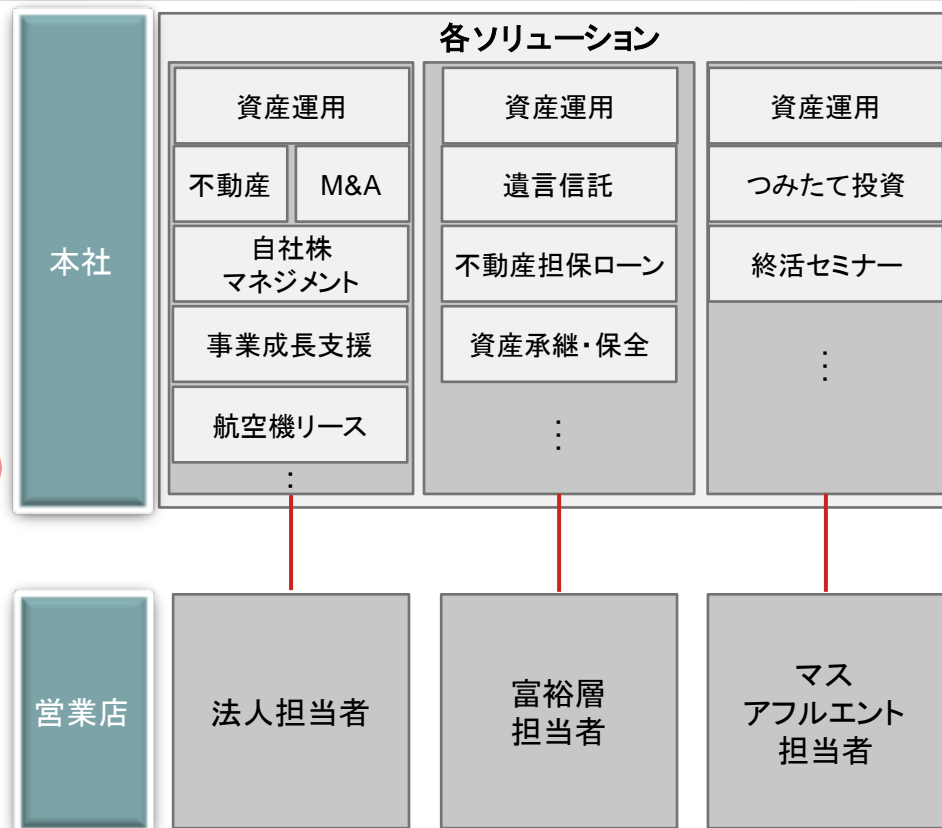 各ソリューション
本社
資産運用
不動産
M&A
自社株
マネジメント
事業成長支援
航空機リース
:
資産運用
遺言信託
不動産担保ローン
資産承継・保全
⋮
資産運用
つみたて投資
終活セミナー
⋮
営業店
法人担当者
富裕層
担当者
マス
アフルエント
担当者